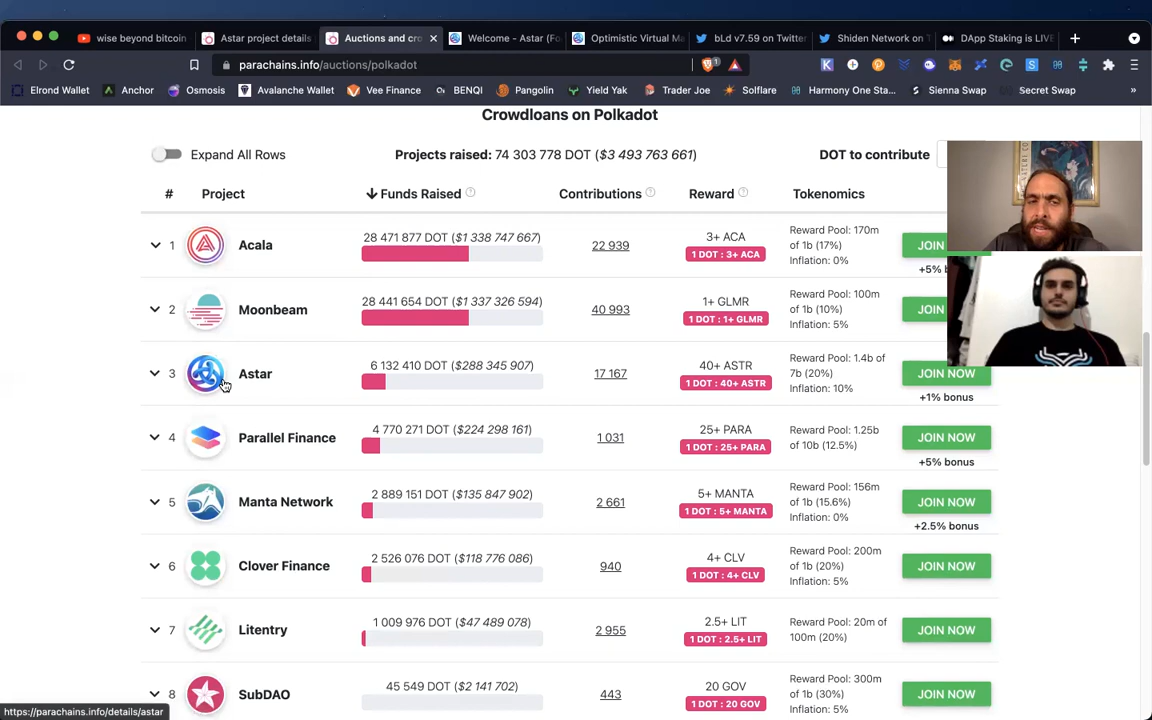 wise beyond bitcoin
Astar project details
Auctions and cro
Welcome - Astar (Fo
Optimistic Virtual Ma
bLd v7.59 on Twitter
Shiden Network on T
DApp Staking is LIVE
parachains.info/auctions/polkadot
Elrond Wallet
Anchor
Osmosis
Avalanche Wallet
Vee Finance
BENQI
Pangolin
Yield Yak
Trader Joe
Solflare
Harmony One Sta...
Sienna Swap
Secret Swap
Crowdloans on Polkadot
Expand All Rows
Projects raised: 74 303 778 DOT ($3 493 763 661)
DOT to contribute
# Project Funds Raised Contributions Reward Tokenomics
1 Acala 28 471 877 DOT ($1 338 747 667) 22 939 3+ ACA
1 DOT : 3+ ACA
Reward Pool: 170m
of 1b (17%)
Inflation: 0%
JOIN
+5% b
2 Moonbeam 28 441 654 DOT ($1 337 326 594) 40 993 1+ GLMR
1 DOT : 1+ GLMR
Reward Pool: 100m
of 1b (10%)
Inflation: 5%
JOIN
3 Astar 6 132 410 DOT ($288 345 907) 17 167 40+ ASTR
1 DOT : 40+ ASTR
Reward Pool: 1.4b of
7b (20%)
Inflation: 10%
JOIN NOW
+1% bonus
4 Parallel Finance 4 770 271 DOT ($224 298 161) 1 031 25+ PARA
1 DOT : 25+ PARA
Reward Pool: 1.25b
of 10b (12.5%)
JOIN NOW
+5% bonus
5 Manta Network 2 889 151 DOT ($135 847 902) 2 661 5+ MANTA
1 DOT : 5+ MANTA
Reward Pool: 156m
of 1b (15.6%)
Inflation: 0%
JOIN NOW
+2.5% bonus
6 Clover Finance 2 526 076 DOT ($118 776 086) 940 4+ CLV
1 DOT : 4+ CLV
Reward Pool: 200m
of 1b (20%)
Inflation: 5%
JOIN NOW
7 Litentry 1 009 976 DOT ($47 489 078) 2 955 2.5+ LIT
1 DOT : 2.5+ LIT
Reward Pool: 20m of
100m (20%)
JOIN NOW
8 SubDAO 45 549 DOT ($2 141 702) 443 20 GOV
1 DOT : 20 GOV
Reward Pool: 300m
of 1b (30%)
Inflation: 5%
JOIN NOW
https://parachains.info/details/astar